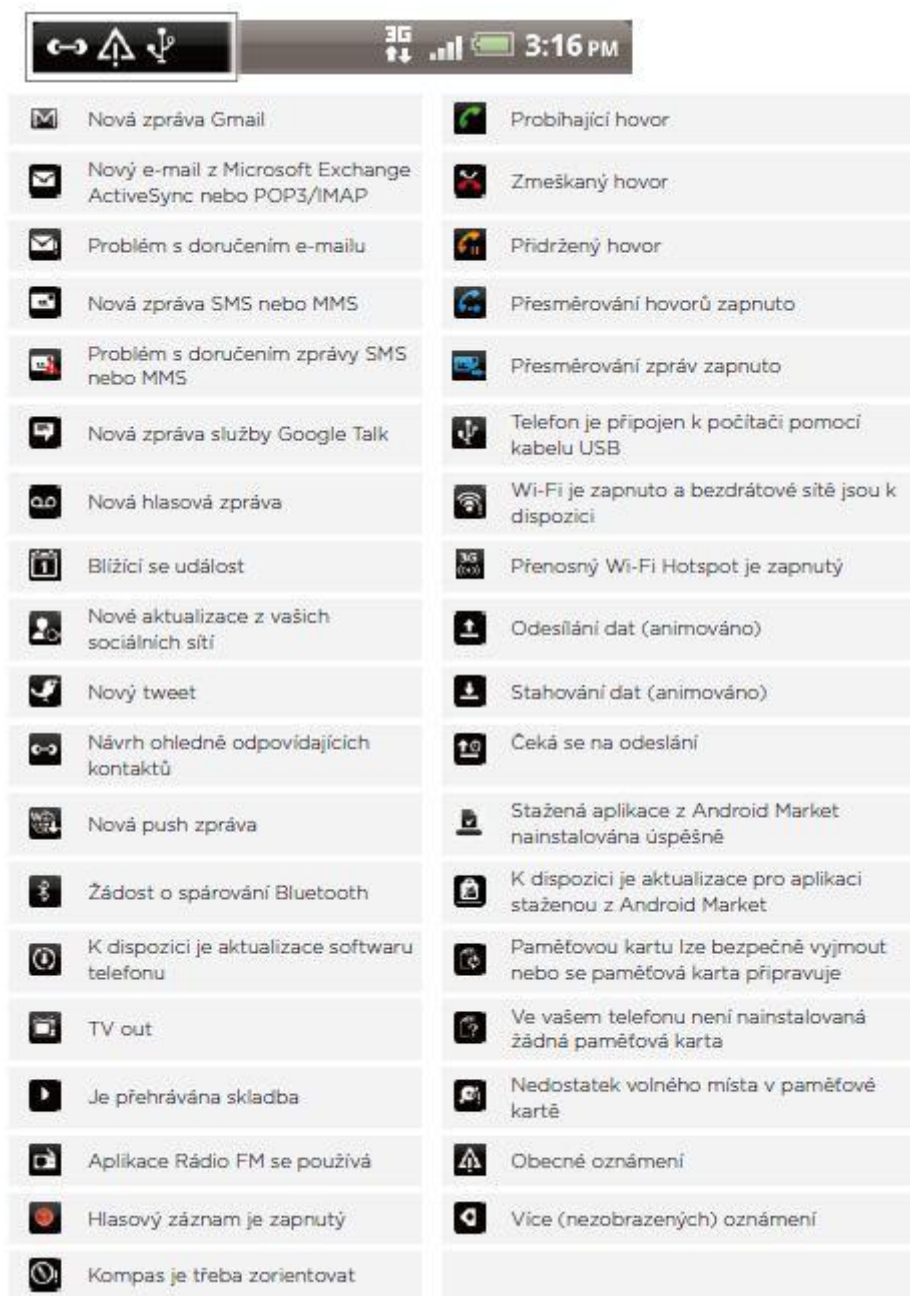 3G
3:16 PM
Nová zpráva Gmail
Nový e-mail z Microsoft Exchange
ActiveSync nebo POP3/IMAP
Problém s doručením e-mailu
Nová zpráva SMS nebo MMS
Problém s doručením zprávy SMS
nebo MMS
Nová zpráva služby Google Talk
Nová hlasová zpráva
1
Blížící se událost
Nové aktualizace z vašich
sociálních sítí
Nový tweet
Návrh ohledně odpovídajících
kontaktů
Nová push zpráva
Žádost o spárování Bluetooth
K dispozici je aktualizace softwaru
telefonu
TV out
Je přehrávána skladba
Aplikace Rádio FM se používá
Hlasový záznam je zapnutý
Kompas je třeba zorientovat
Probíhající hovor
Zmeškaný hovor
Přidržený hovor
Přesměrování hovorů zapnuto
Přesměrování zpráv zapnuto
Telefon je připojen k počítači pomocí
kabelu USB
Wi-Fi je zapnuto a bezdrátové sítě jsou k
dispozici
3G
Přenosný Wi-Fi Hotspot je zapnutý
Odesílání dat (animováno)
Stahování dat (animováno)
Čeká se na odeslání
Stažená aplikace z Android Market
nainstalována úspěšně
K dispozici je aktualizace pro aplikaci
staženou z Android Market
Paměťovou kartu lze bezpečně vyjmout
nebo se paměťová karta připravuje
Ve vašem telefonu není nainstalovaná
žádná paměťová karta
Nedostatek volného místa v paměťové
kartě
Obecné oznámení
Více (nezobrazených) oznámení